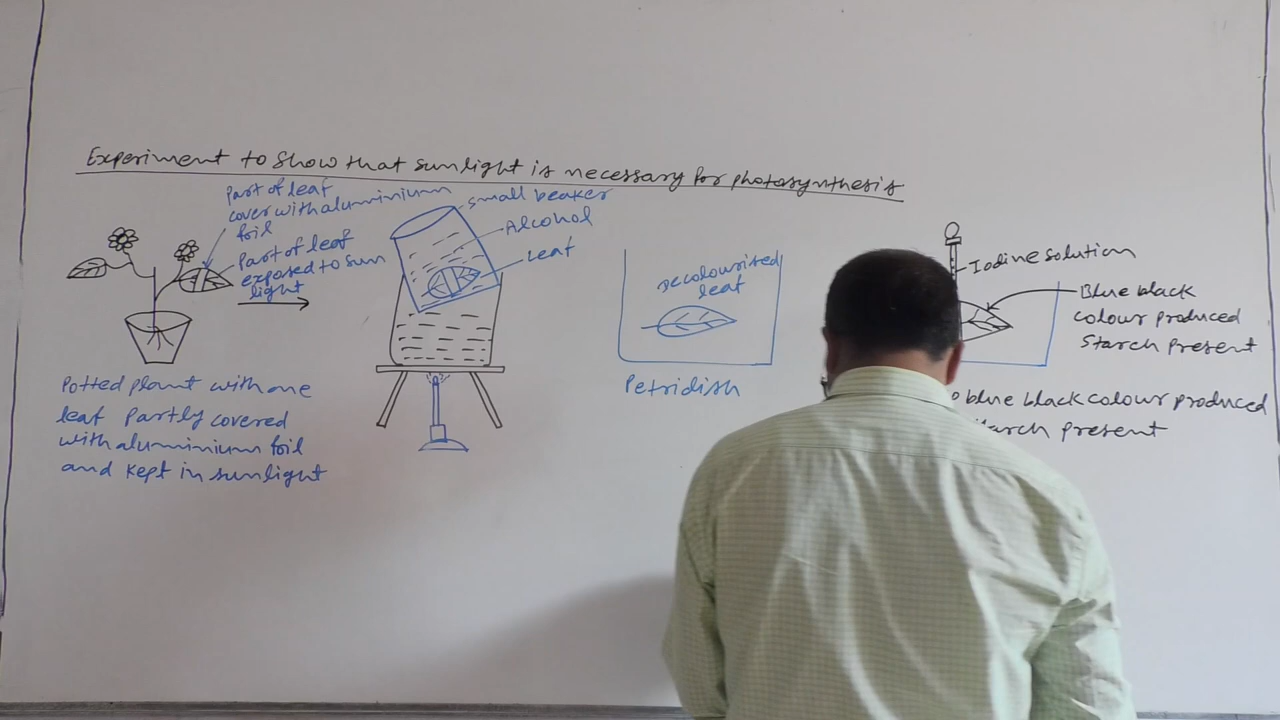 Experiment to show that sunlight is necessary for photosynthesis
Part of leaf
cover with aluminium
foil
Part of leaf
exposed to sun
light
Potted plant with one
leaf partly covered
with aluminium foil
and kept in sunlight
small beaker
Alcohol
Leaf
Decolourised
leaf
Petridish
Iodine solution
Blue black
colour produced
Starch present
blue black colour produced
present